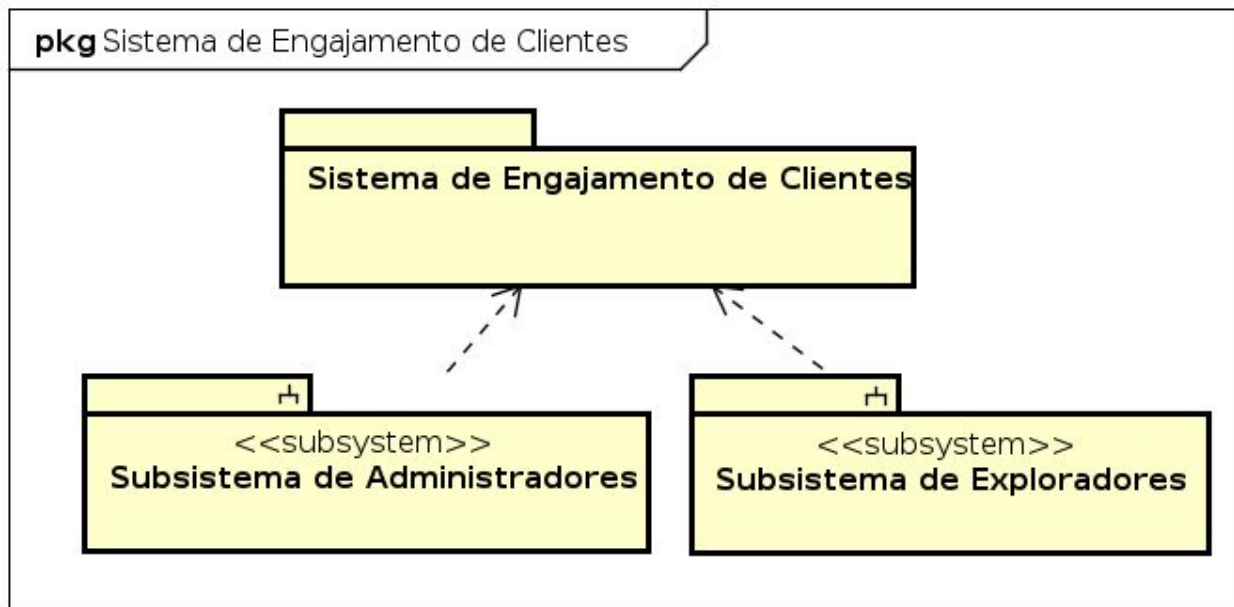 pkg Sistema de Engajamento de Clientes
Sistema de Engajamento de Clientes
<<subsystem>>
Subsistema de Administradores
<<subsystem>>
Subsistema de Exploradores